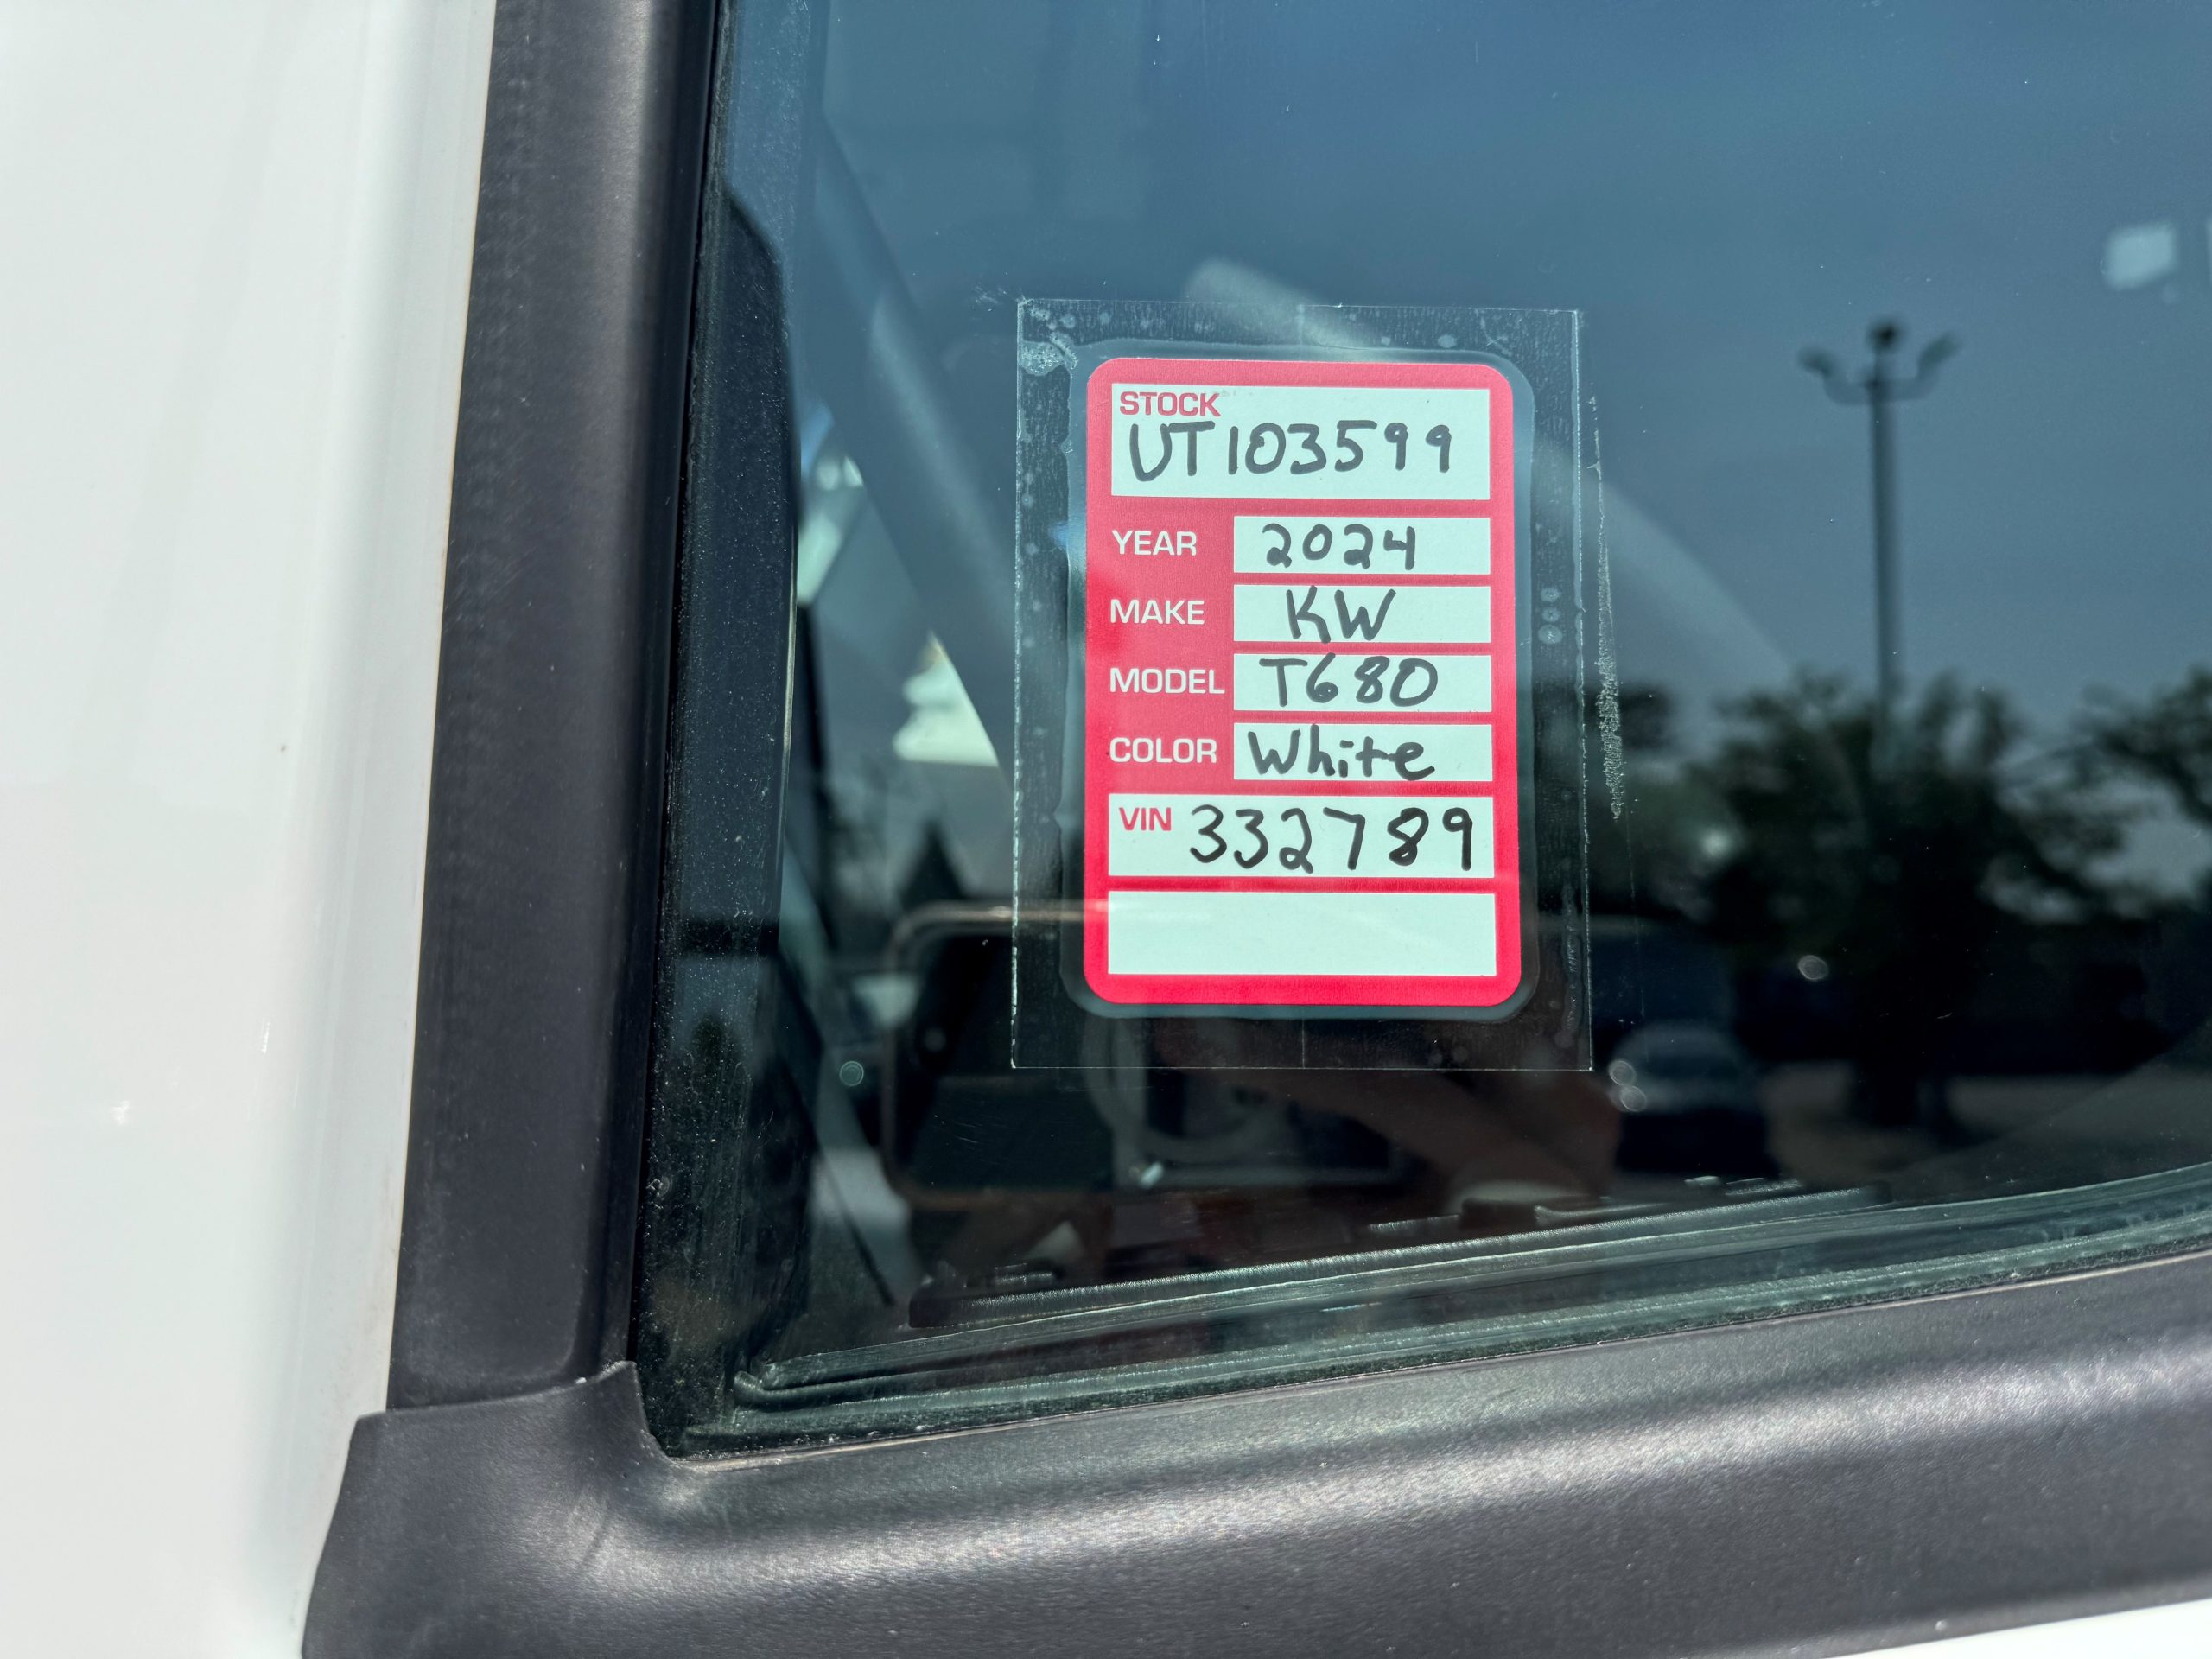 STOCK
UT103599
YEAR 2024
MAKE KW
MODEL T680
COLOR White
VIN 332789